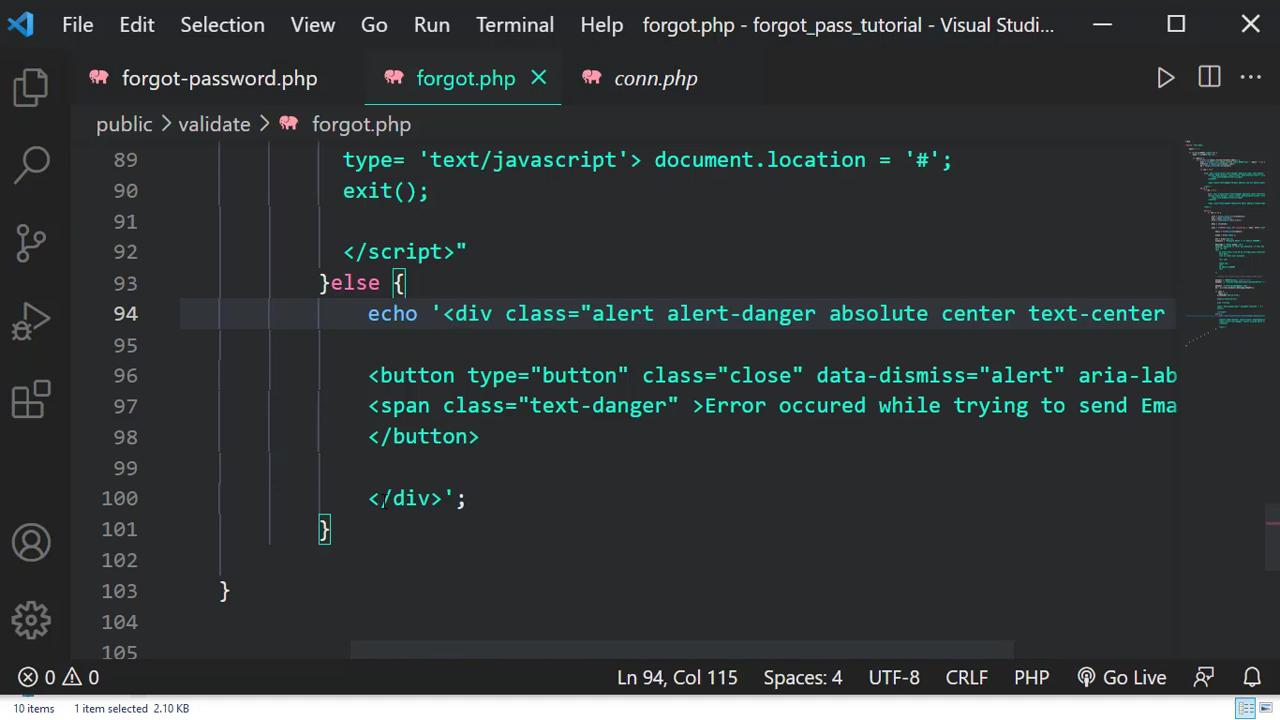 File Edit Selection View Go Run Terminal Help forgot.php - forgot_pass_tutorial - Visual Studi...
forgot-password.php forgot.php conn.php
public > validate > forgot.php
89 type= 'text/javascript'> document.location = '#';
90 exit();
91
92 </script>"
93 }else {
94 echo '<div class="alert alert-danger absolute center text-center
95
96 <button type="button" class="close" data-dismiss="alert" aria-lab
97 <span class="text-danger" >Error occured while trying to send Ema
98 </button>
99
100 </div>';
101 }
102
103 }
104
105
0 0 Ln 94, Col 115 Spaces: 4 UTF-8 CRLF PHP Go Live
10 items 1 item selected 2.10 KB